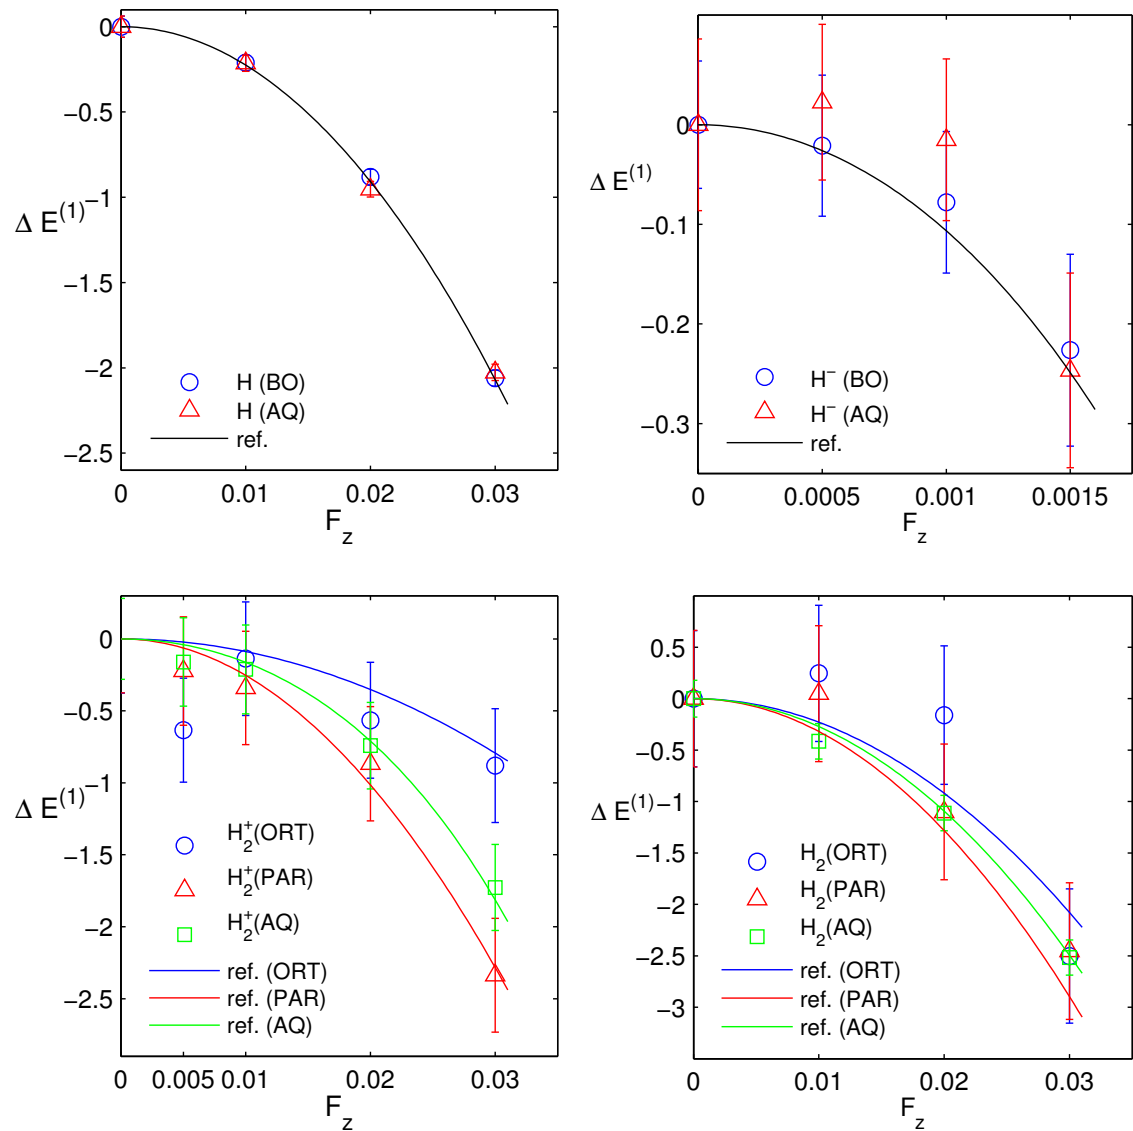 0
−0.5
Δ E(1)
−1
−1.5
−2
−2.5
H (BO)
H (AQ)
ref.
0
0.01
0.02
0.03
Fz
0
Δ E(1)
−0.1
−0.2
−0.3
H− (BO)
H− (AQ)
ref.
0
0.0005
0.001
0.0015
Fz
0
−0.5
Δ E(1)
−1
−1.5
−2
−2.5
H2+(ORT)
H2+(PAR)
H2+(AQ)
ref. (ORT)
ref. (PAR)
ref. (AQ)
0
0.005
0.01
0.02
0.03
Fz
0.5
0
−0.5
Δ E(1)
−1
−1.5
−2
−2.5
−3
H2(ORT)
H2(PAR)
H2(AQ)
ref. (ORT)
ref. (PAR)
ref. (AQ)
0
0.01
0.02
0.03
Fz